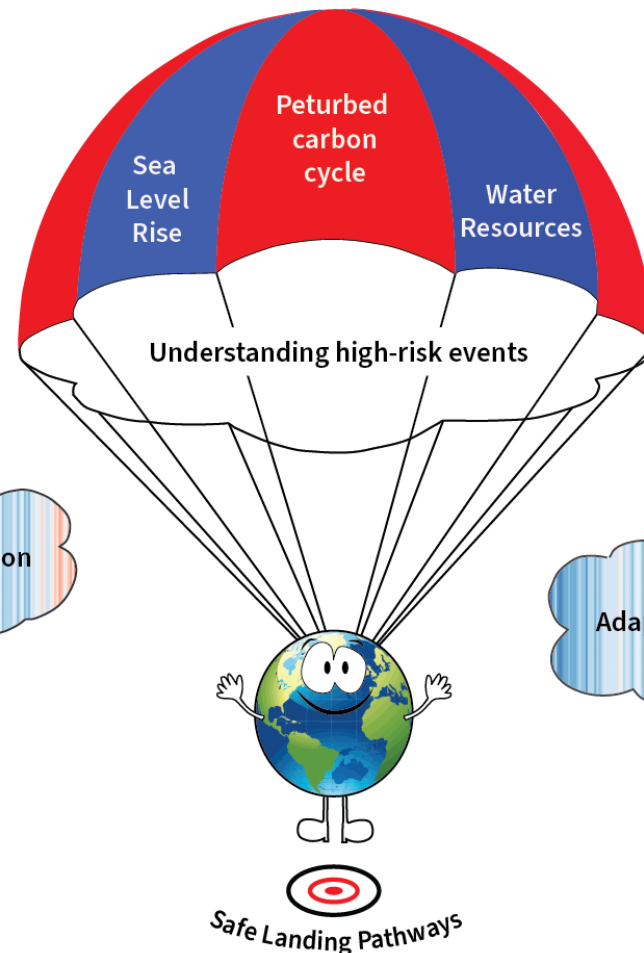 Peturbed
carbon
cycle
Sea
Level
Rise
Water
Resources
Understanding high-risk events
on
Ada
Safe Landing Pathways